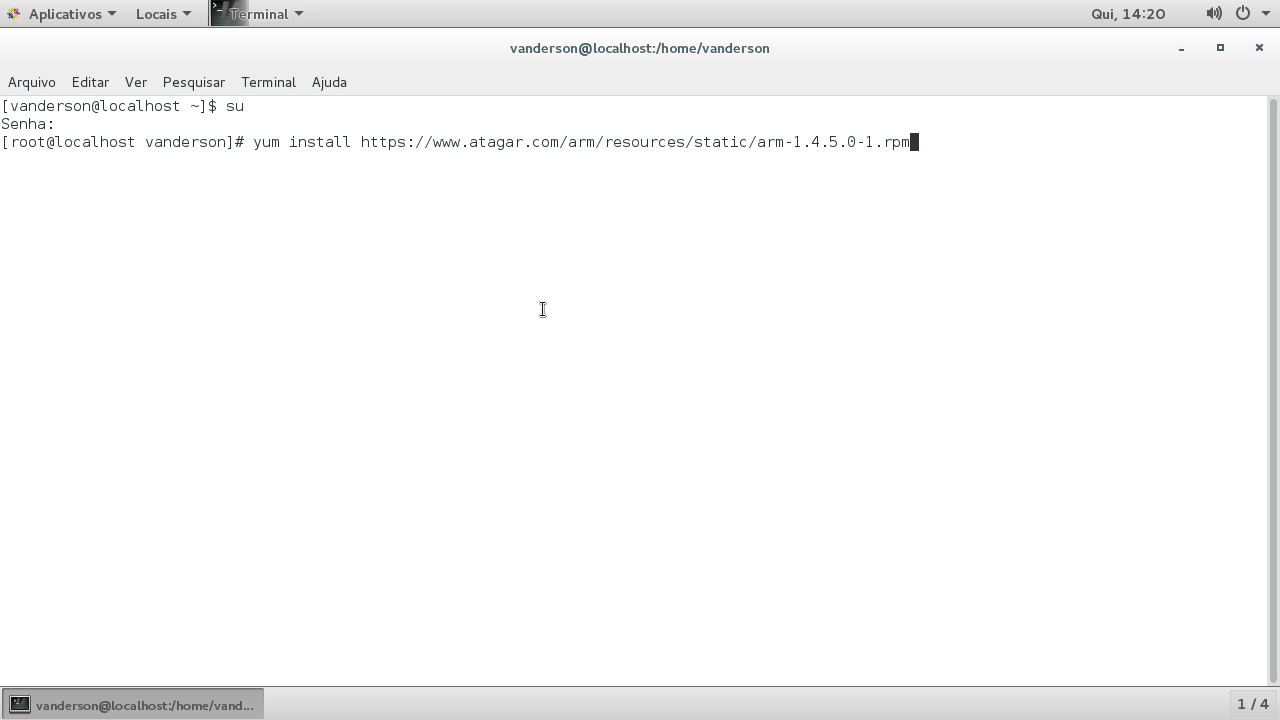 Aplicativos Locais Terminal Qui, 14:20
vanderson@localhost:/home/vanderson
Arquivo Editar Ver Pesquisar Terminal Ajuda
[vanderson@localhost ~]$ su
Senha:
[root@localhost vanderson]# yum install https://www.atagar.com/arm/resources/static/arm-1.4.5.0-1.rpm
vanderson@localhost:/home/vand... 1 / 4